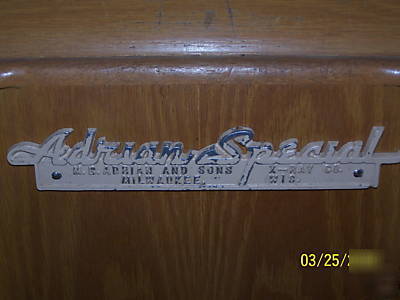 Adrian Special
M.E. ADRIAN AND SONS X-RAY CO.
MILWAUKEE, WIS.
03/25/2